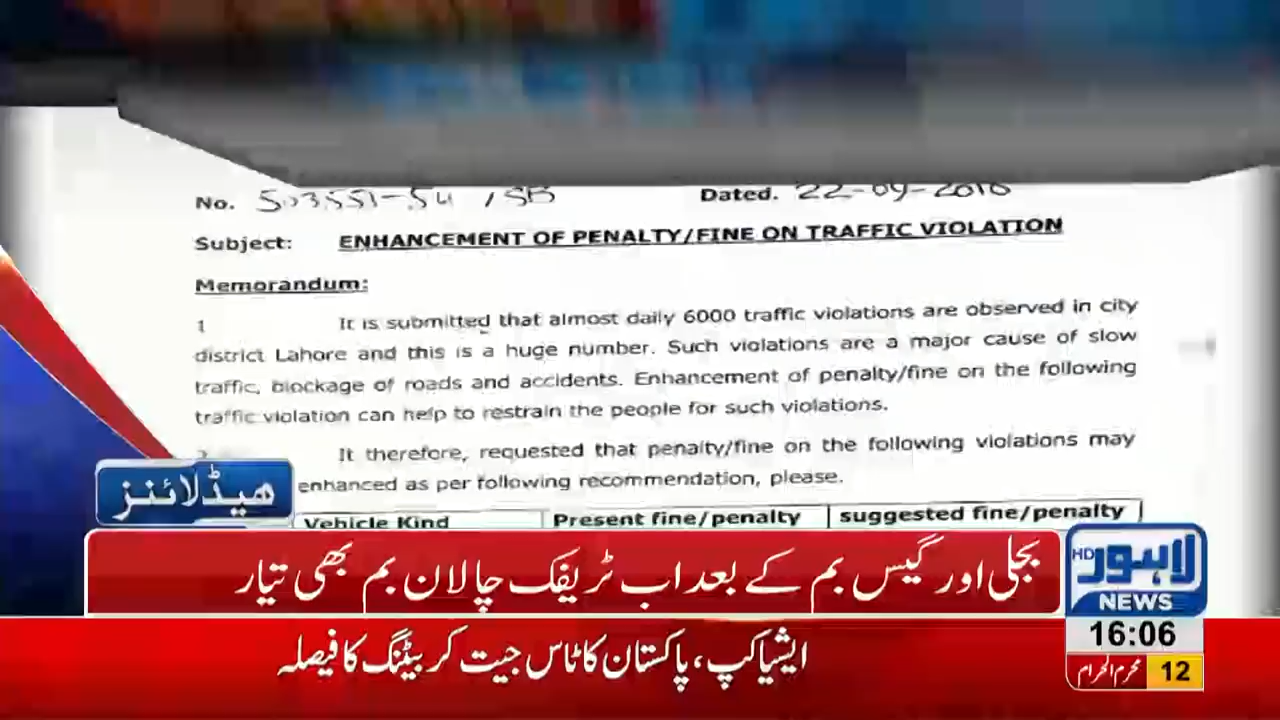 No. 503551-54 /SB Dated. 22-09-2018
Subject: ENHANCEMENT OF PENALTY/FINE ON TRAFFIC VIOLATION
Memorandum:
1 It is submitted that almost daily 6000 traffic violations are observed in city
district Lahore and this is a huge number. Such violations are a major cause of slow
traffic, blockage of roads and accidents. Enhancement of penalty/fine on the following
traffic violation can help to restrain the people for such violations.
It therefore, requested that penalty/fine on the following violations may
enhanced as per following recommendation, please.
Vehicle Kind Present fine/penalty suggested fine/penalty
ہیڈلائنز
بجلی اور گیس بم کے بعد اب ٹریفک چالان بم بھی تیار
لاہور HD
NEWS
16:06
ایشیا کپ، پاکستان کا ٹاس جیت کر بیٹنگ کا فیصلہ
12 محرم الحرام